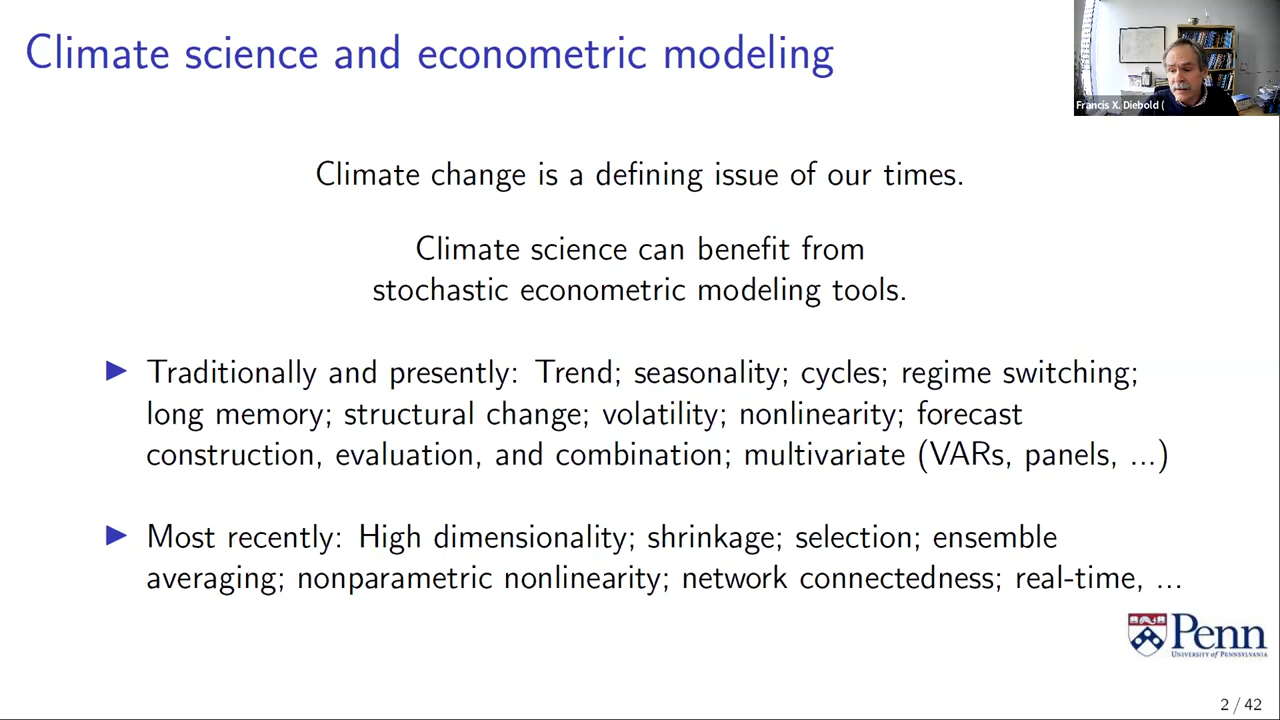 Climate science and econometric modeling
Francis X. Diebold (
Climate change is a defining issue of our times.
Climate science can benefit from
stochastic econometric modeling tools.
Traditionally and presently: Trend; seasonality; cycles; regime switching;
long memory; structural change; volatility; nonlinearity; forecast
construction, evaluation, and combination; multivariate (VARs, panels, ...)
Most recently: High dimensionality; shrinkage; selection; ensemble
averaging; nonparametric nonlinearity; network connectedness; real-time, ...
Penn
UNIVERSITY of PENNSYLVANIA
2 / 42